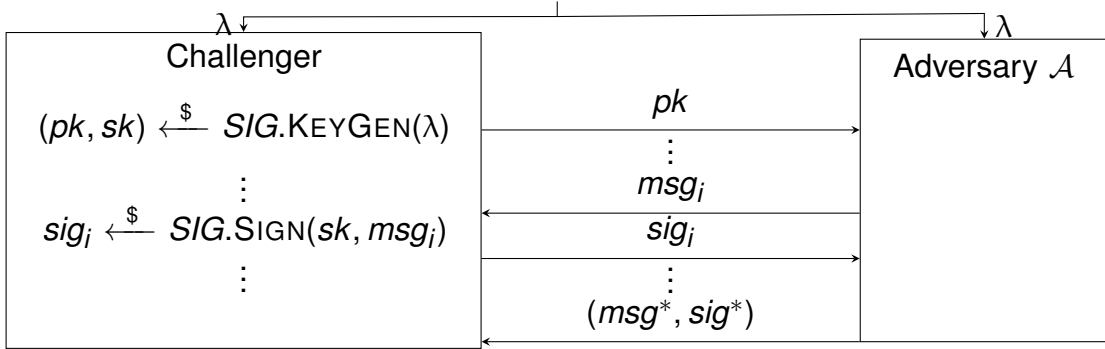 λ λ
Challenger
Adversary 𝒜
(pk, sk) ⟵$ SIG.KEYGEN(λ)
pk
⋮
msg_i
⋮
sig_i ⟵$ SIG.SIGN(sk, msg_i)
sig_i
⋮
⋮
(msg*, sig*)